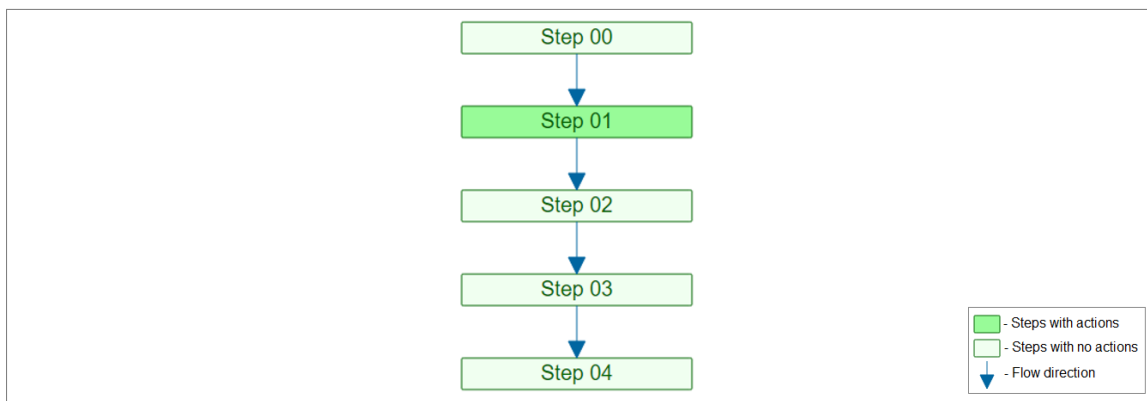 Step 00
Step 01
Step 02
Step 03
Step 04
- Steps with actions
- Steps with no actions
- Flow direction